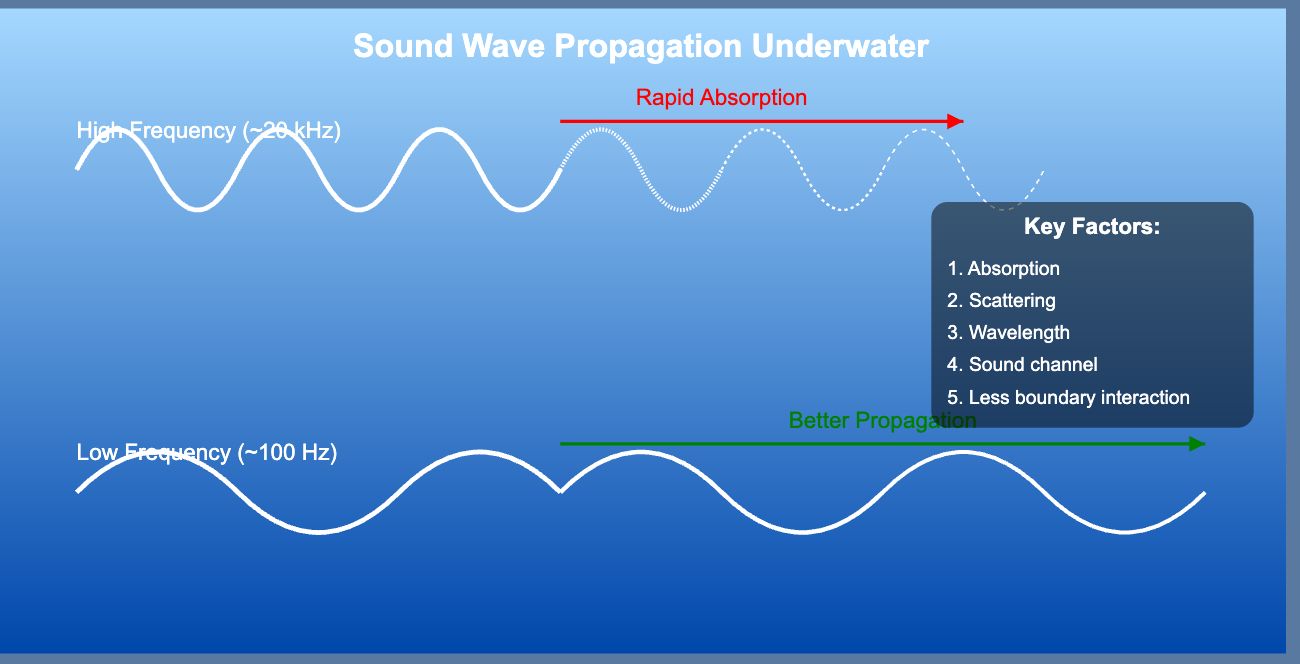 Sound Wave Propagation Underwater
Rapid Absorption
High Frequency (~20 kHz)
Key Factors:
1. Absorption
2. Scattering
3. Wavelength
4. Sound channel
5. Less boundary interaction
Better Propagation
Low Frequency (~100 Hz)